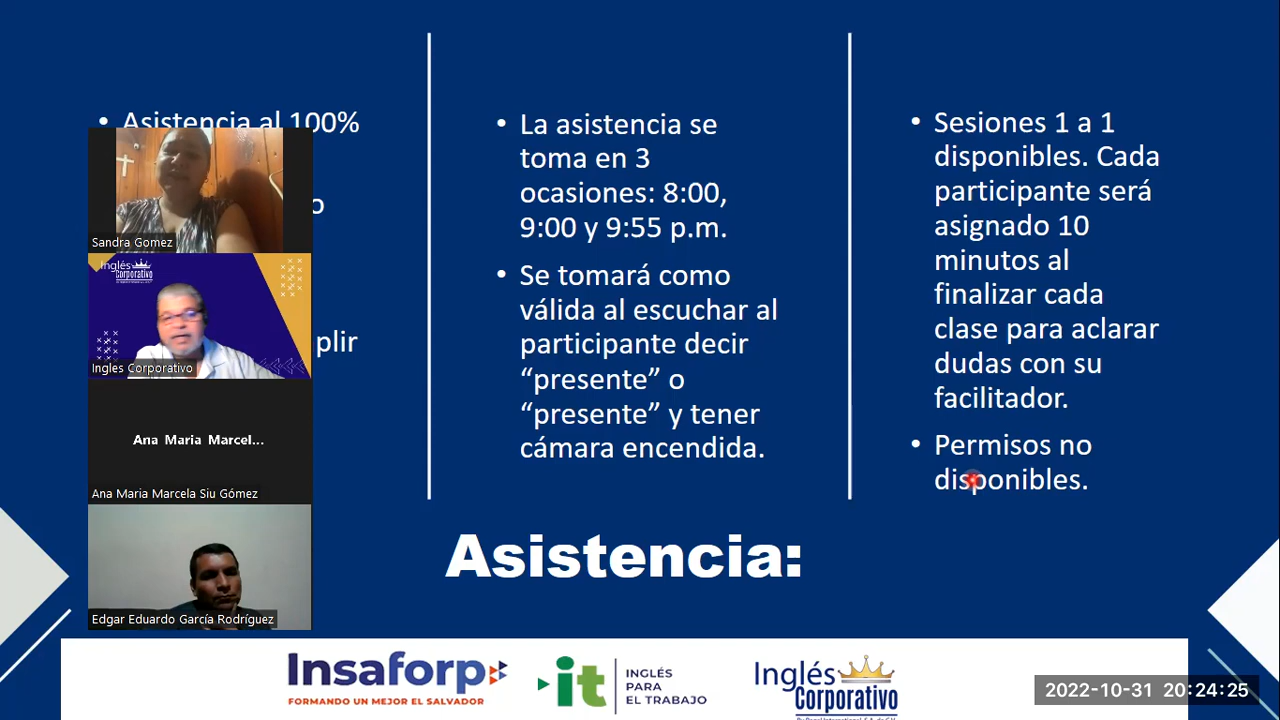 • Asistencia al 100%
o
plir
• La asistencia se
toma en 3
ocasiones: 8:00,
9:00 y 9:55 p.m.
• Se tomará como
válida al escuchar al
participante decir
“presente” o
“presente” y tener
cámara encendida.
• Sesiones 1 a 1
disponibles. Cada
participante será
asignado 10
minutos al
finalizar cada
clase para aclarar
dudas con su
facilitador.
• Permisos no
disponibles.
Sandra Gomez
Inglés
Corporativo
Ingles Corporativo
Ana Maria Marcel...
Ana Maria Marcela Siu Gómez
Edgar Eduardo García Rodríguez
Asistencia:
Insaforp
FORMANDO UN MEJOR EL SALVADOR
it
INGLÉS
PARA
EL TRABAJO
Inglés
Corporativo
2022-10-31 20:24:25